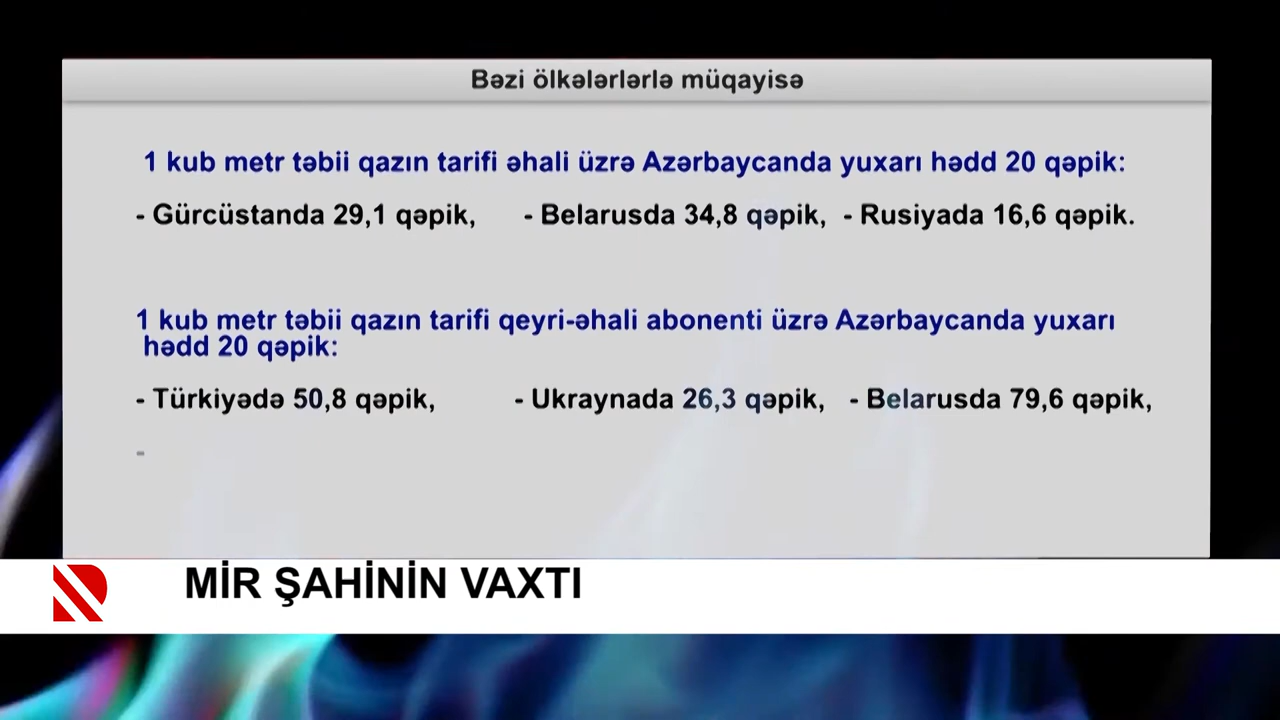 Bəzi ölkələrlərlə müqayisə
1 kub metr təbii qazın tarifi əhali üzrə Azərbaycanda yuxarı hədd 20 qəpik:
- Gürcüstanda 29,1 qəpik, - Belarusda 34,8 qəpik, - Rusiyada 16,6 qəpik.
1 kub metr təbii qazın tarifi qeyri-əhali abonenti üzrə Azərbaycanda yuxarı
hədd 20 qəpik:
- Türkiyədə 50,8 qəpik, - Ukraynada 26,3 qəpik, - Belarusda 79,6 qəpik,
-
MİR ŞAHİNİN VAXTI